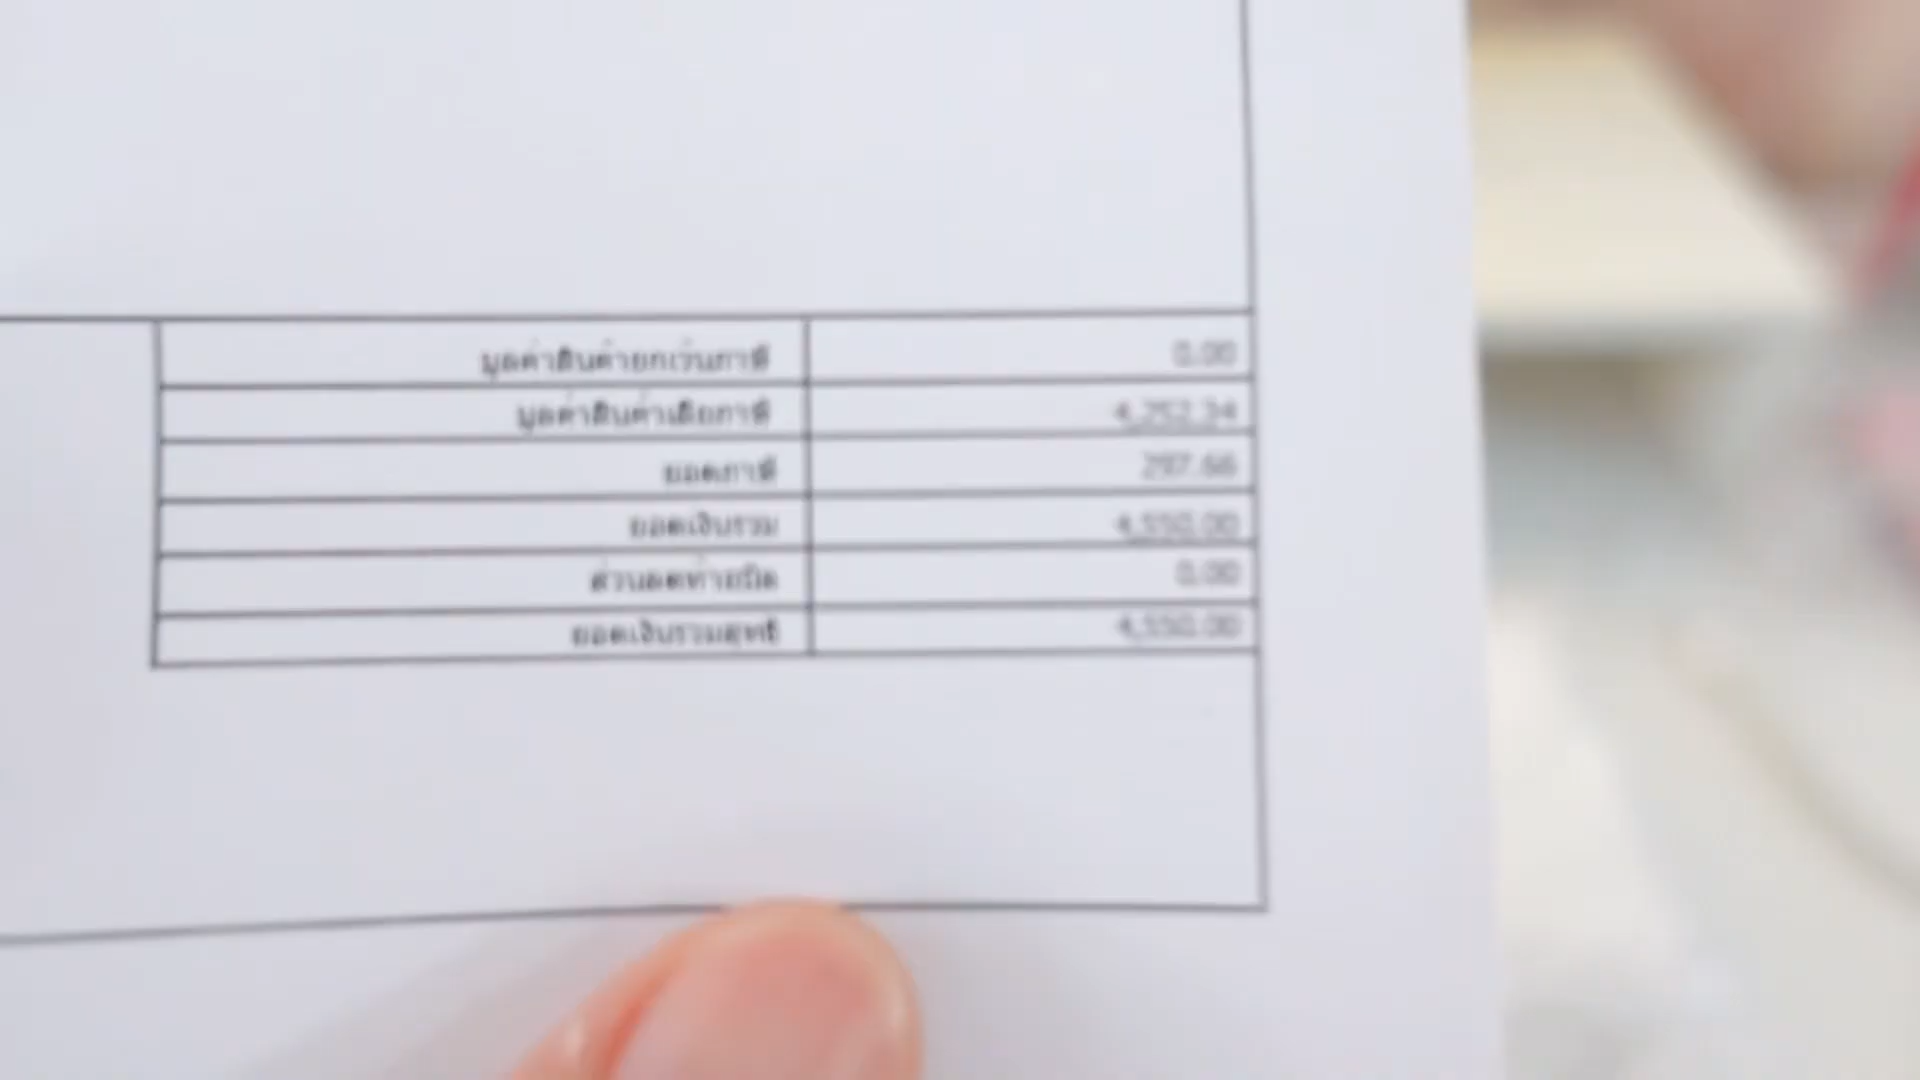 มูลค่าสินค้ายกเว้นภาษี 0.00
มูลค่าสินค้าเสียภาษี 4,252.34
ยอดภาษี 297.66
ยอดเงินรวม 4,550.00
ส่วนลดท้ายบิล 0.00
ยอดเงินรวมสุทธิ 4,550.00